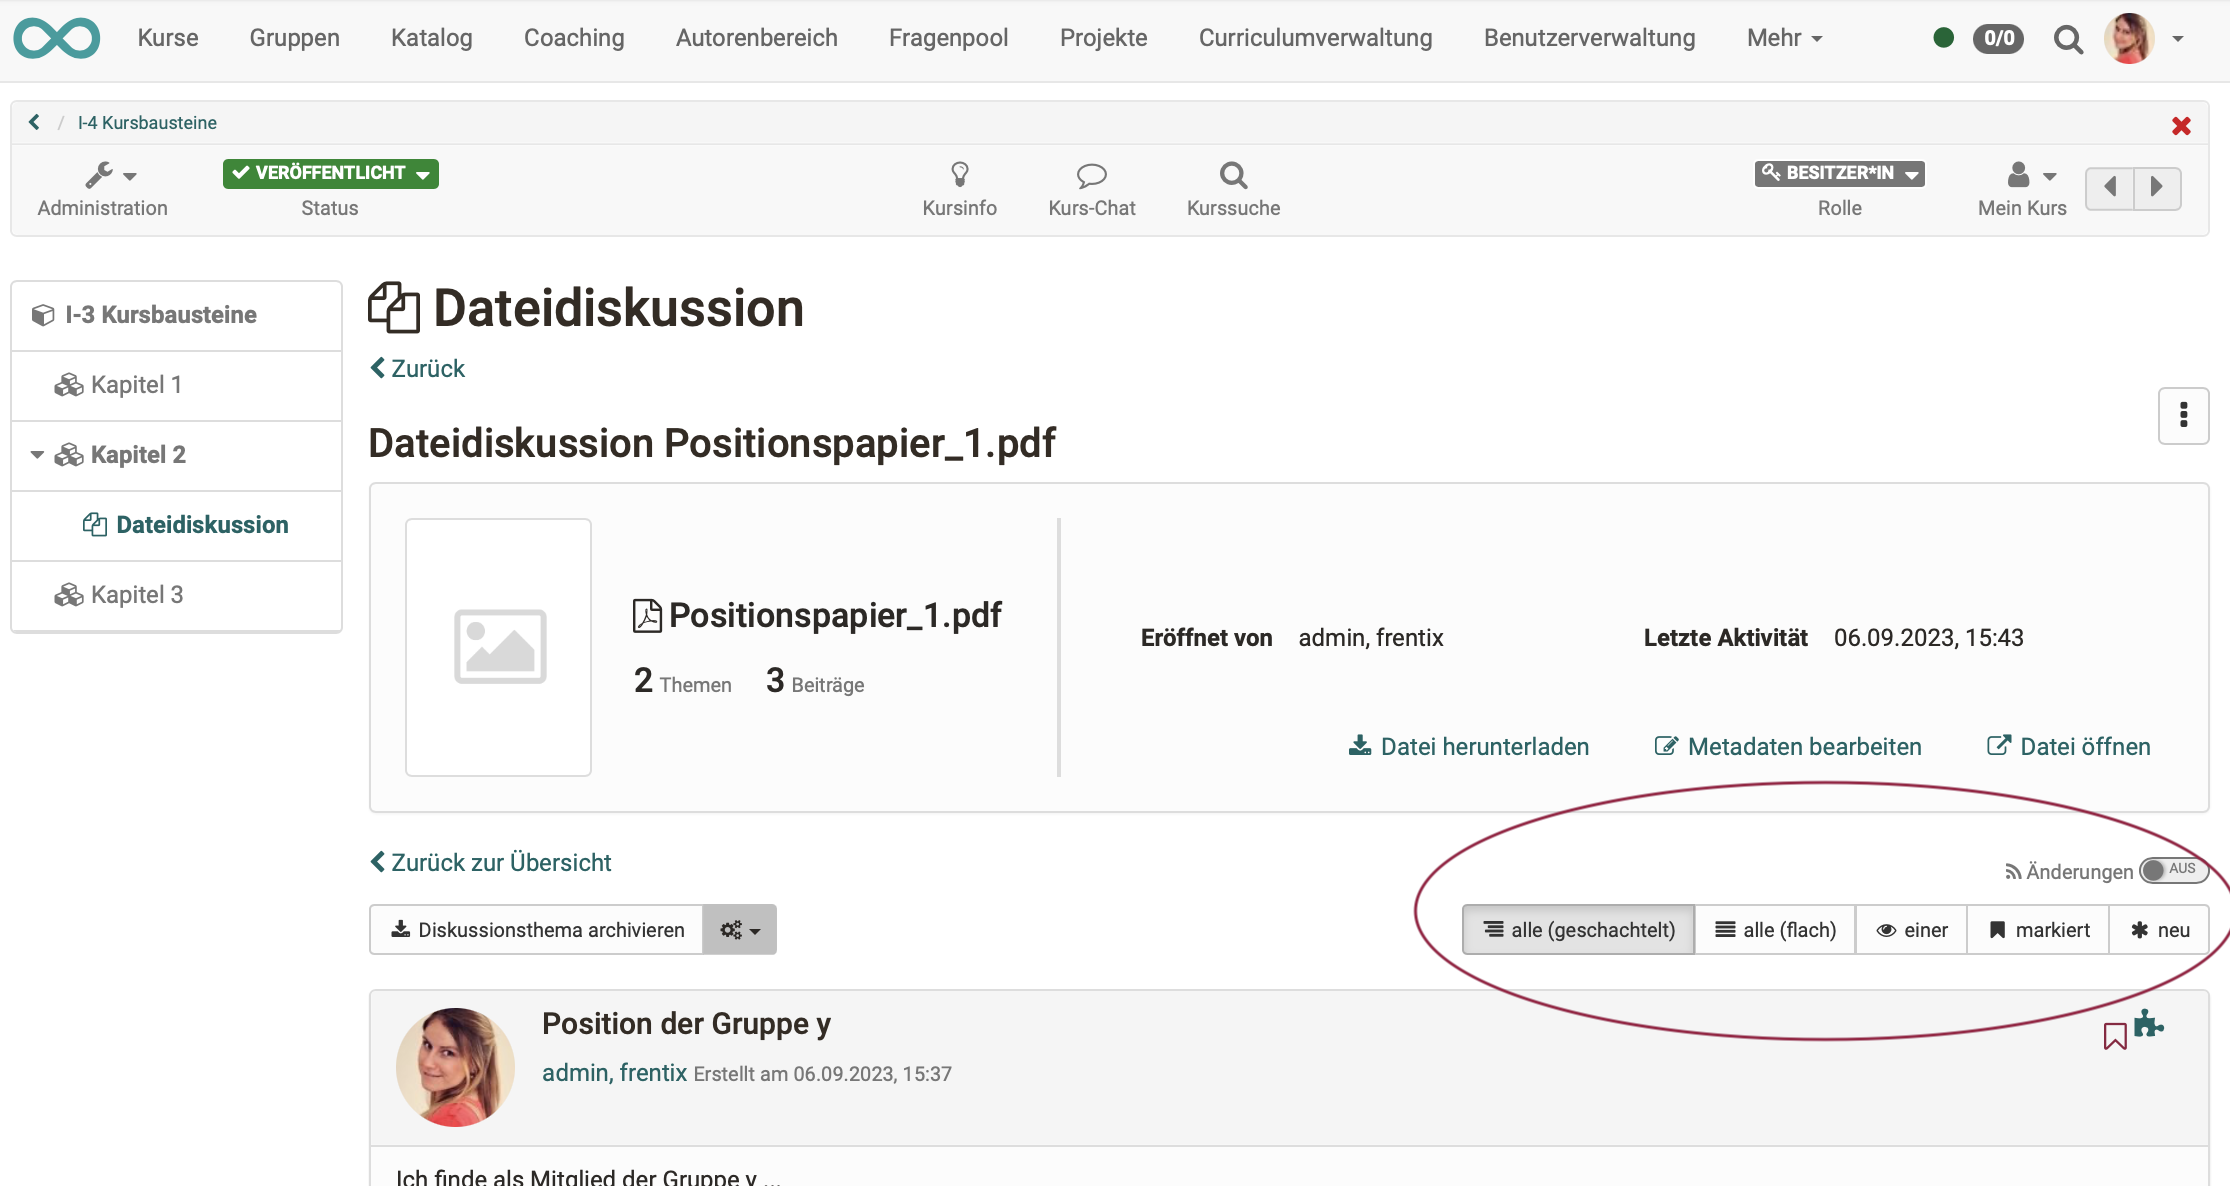 Kurse Gruppen Katalog Coaching Autorenbereich Fragenpool Projekte Curriculumverwaltung Benutzerverwaltung Mehr 0/0
/ I-4 Kursbausteine
VERÖFFENTLICHT BESITZER*IN
Administration Status Kursinfo Kurs-Chat Kurssuche Rolle Mein Kurs
I-3 Kursbausteine
Kapitel 1
Kapitel 2
Dateidiskussion
Kapitel 3
Dateidiskussion
Zurück
Dateidiskussion Positionspapier_1.pdf
Positionspapier_1.pdf
2 Themen 3 Beiträge
Eröffnet von admin, frentix Letzte Aktivität 06.09.2023, 15:43
Datei herunterladen Metadaten bearbeiten Datei öffnen
Zurück zur Übersicht
Änderungen AUS
Diskussionsthema archivieren
alle (geschachtelt) alle (flach) einer markiert neu
Position der Gruppe y
admin, frentix Erstellt am 06.09.2023, 15:37
Ich finde als Mitglied der Gruppe y ...